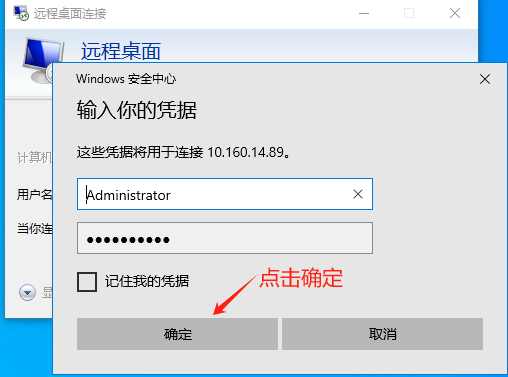 远程桌面连接
远程桌面
Windows 安全中心
输入你的凭据
这些凭据将用于连接 10.160.14.89。
计算机
用户名
Administrator
当你连
••••••••••
记住我的凭据
点击确定
显
确定
取消